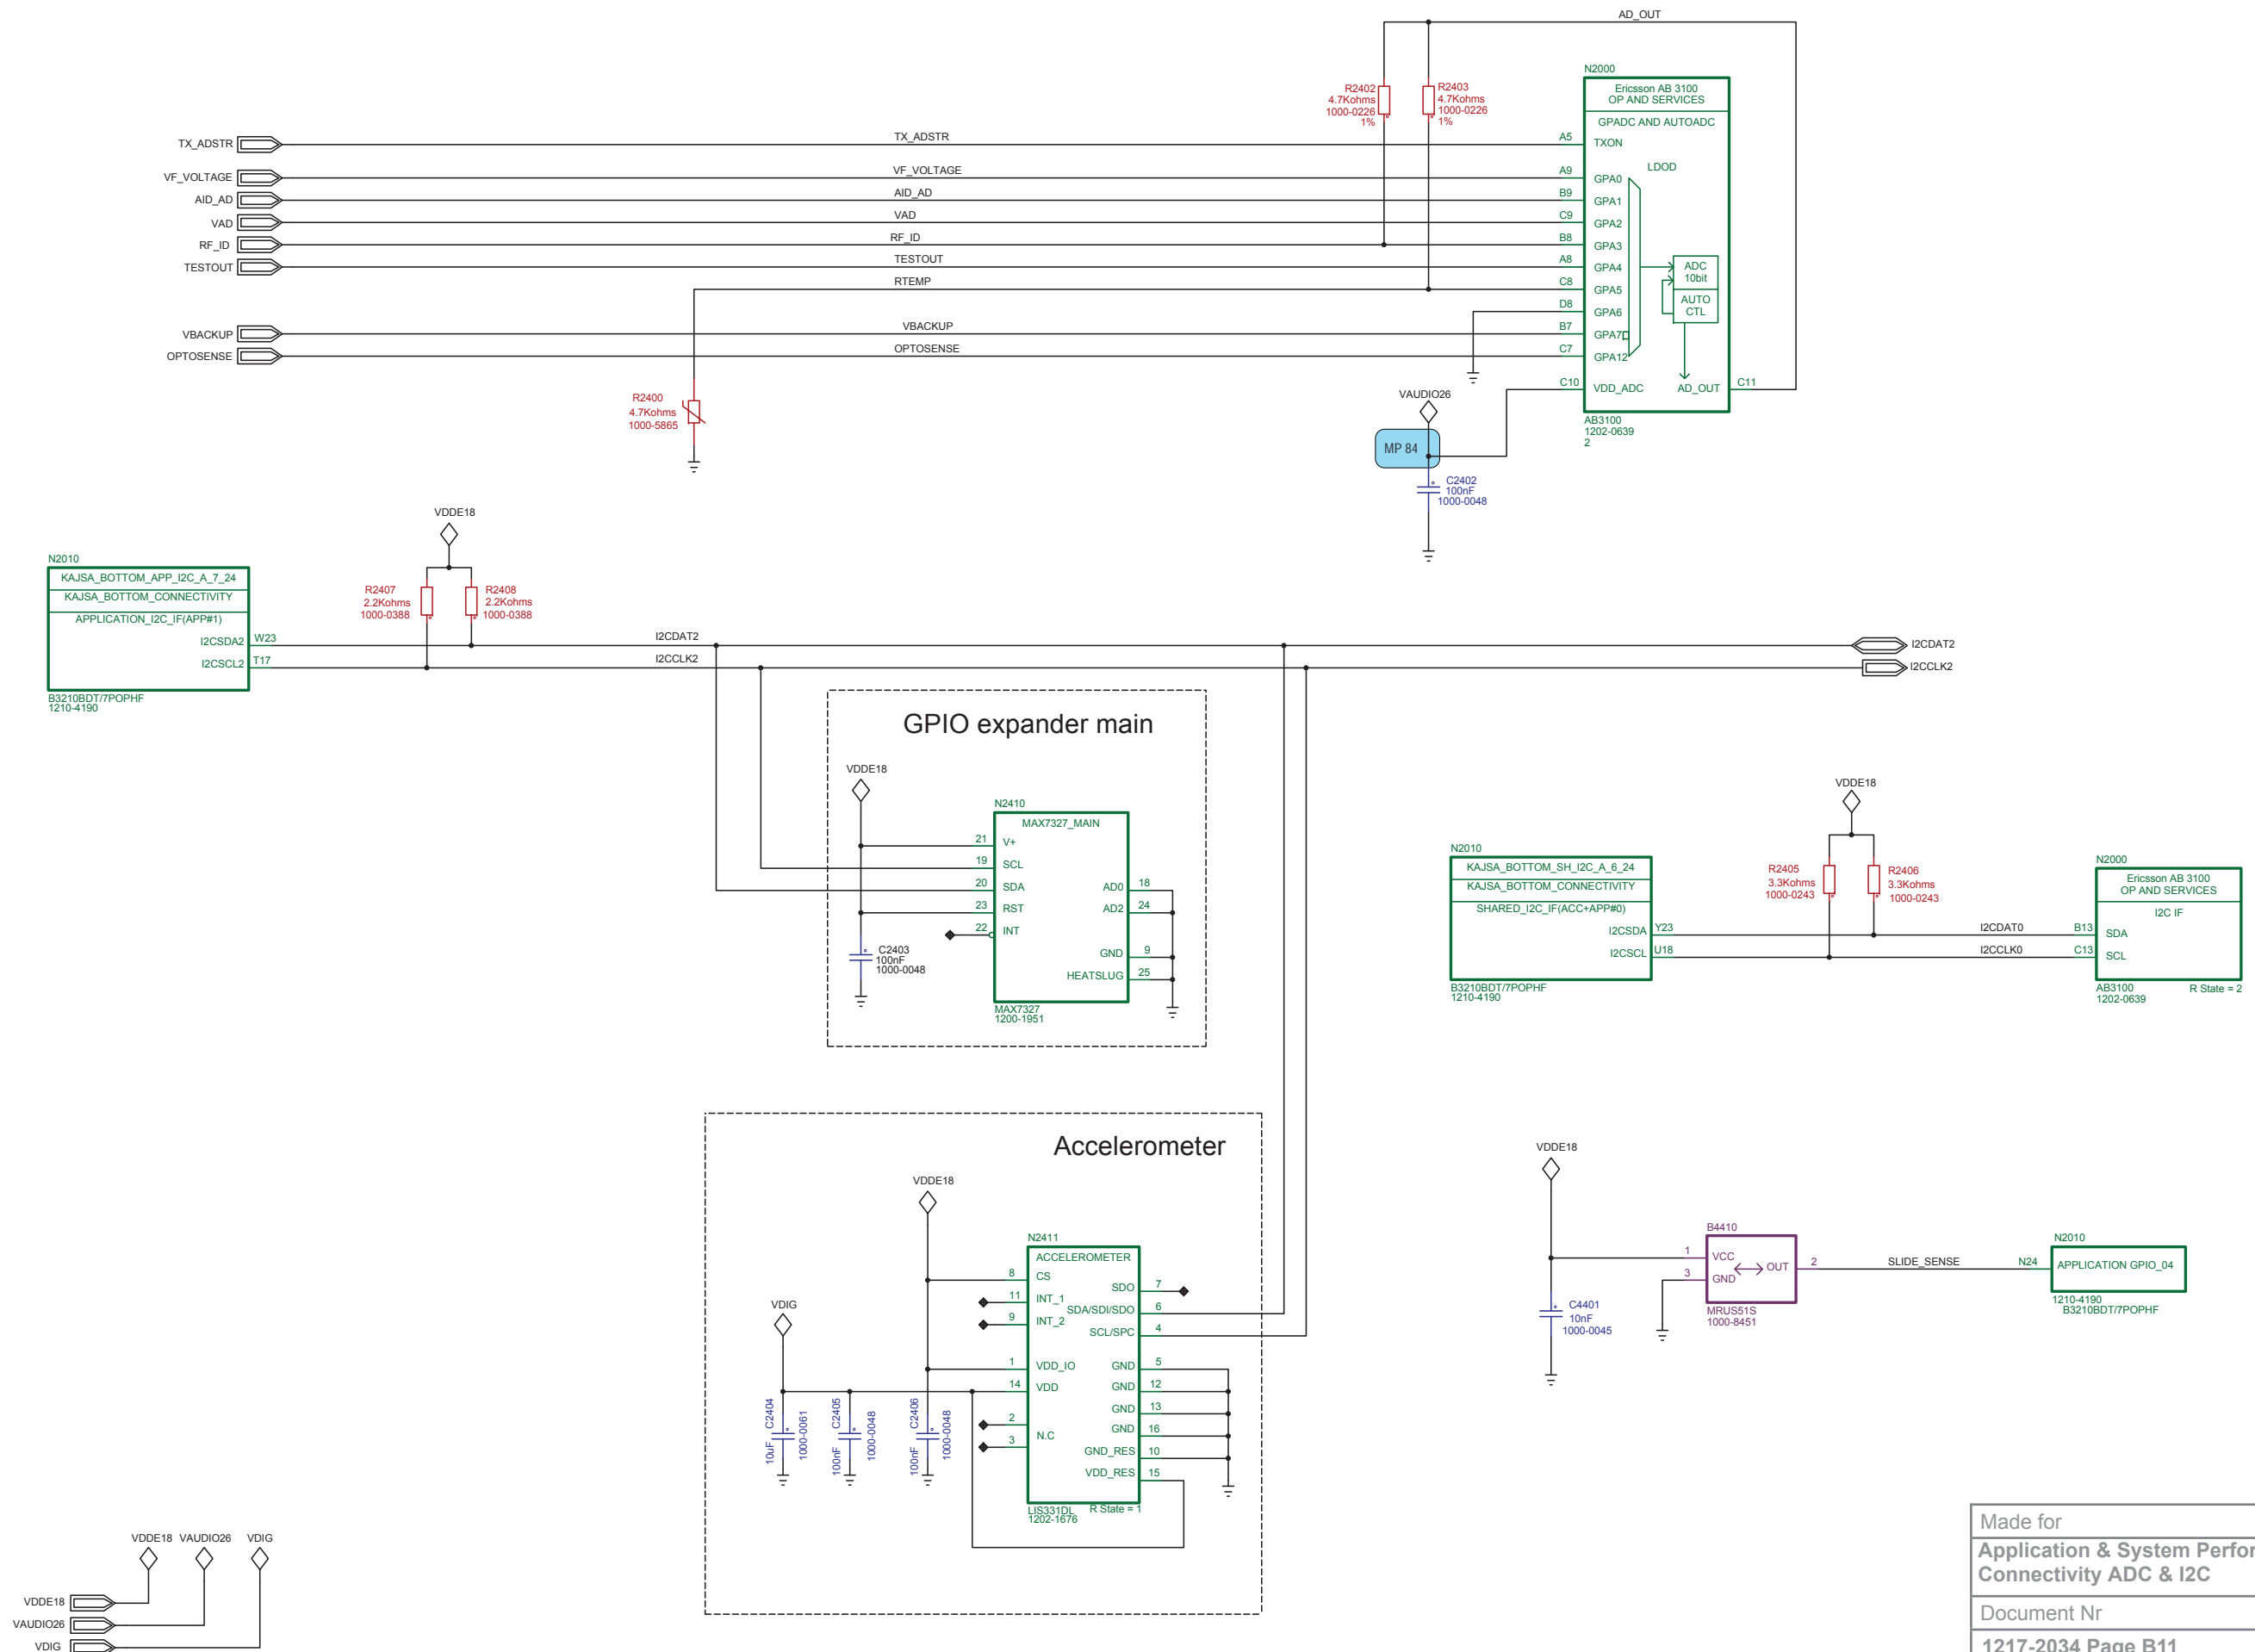 AD_OUT
N2000
Ericsson AB 3100
OP AND SERVICES
GPADC AND AUTOADC
R2402
4.7Kohms
1000-0226
1%
R2403
4.7Kohms
1000-0226
1%
TX_ADSTR
TX_ADSTR
A5
TXON
LDOD
VF_VOLTAGE
VF_VOLTAGE
A9
GPA0
AID_AD
AID_AD
B9
GPA1
VAD
VAD
C9
GPA2
RF_ID
RF_ID
B8
GPA3
TESTOUT
TESTOUT
A8
GPA4
ADC
10bit
RTEMP
C8
GPA5
AUTO
CTL
D8
GPA6
VBACKUP
VBACKUP
B7
GPA7
OPTOSENSE
OPTOSENSE
C7
GPA12
C10
VDD_ADC
AD_OUT
C11
AB3100
1202-0639
2
R2400
4.7Kohms
1000-5865
VAUDIO26
MP 84
C2402
100nF
1000-0048
VDDE18
N2010
KAJSA_BOTTOM_APP_I2C_A_7_24
KAJSA_BOTTOM_CONNECTIVITY
APPLICATION_I2C_IF(APP#1)
I2CSDA2
W23
I2CSCL2
T17
B3210BDT/7POPHF
1210-4190
R2407
2.2Kohms
1000-0388
R2408
2.2Kohms
1000-0388
I2CDAT2
I2CDAT2
I2CCLK2
I2CCLK2
GPIO expander main
VDDE18
N2410
MAX7327_MAIN
21
V+
19
SCL
20
SDA
23
RST
22
INT
AD0
18
AD2
24
GND
9
HEATSLUG
25
MAX7327
1200-1951
C2403
100nF
1000-0048
VDDE18
N2010
KAJSA_BOTTOM_SH_I2C_A_6_24
KAJSA_BOTTOM_CONNECTIVITY
SHARED_I2C_IF(ACC+APP#0)
I2CSDA
Y23
I2CSCL
U18
B3210BDT/7POPHF
1210-4190
R2405
3.3Kohms
1000-0243
R2406
3.3Kohms
1000-0243
I2CDAT0
I2CCLK0
N2000
Ericsson AB 3100
OP AND SERVICES
I2C IF
B13
SDA
C13
SCL
AB3100
1202-0639
R State = 2
Accelerometer
VDDE18
VDIG
N2411
ACCELEROMETER
8
CS
11
INT_1
9
INT_2
1
VDD_IO
14
VDD
2
3
N.C
SDO
7
SDA/SDI/SDO
6
SCL/SPC
4
GND
5
GND
12
GND
13
GND
16
GND_RES
10
VDD_RES
15
LIS331DL
R State = 1
1202-1676
C2404
10uF
1000-0061
C2405
100nF
1000-0048
C2406
100nF
1000-0048
VDDE18
C4401
10nF
1000-0045
B4410
1
VCC
3
GND
OUT
2
MRUS51S
1000-8451
SLIDE_SENSE
N2010
N24
APPLICATION GPIO_04
1210-4190
B3210BDT/7POPHF
VDDE18
VAUDIO26
VDIG
VDDE18
VAUDIO26
VDIG
Made for
Application & System Perfor
Connectivity ADC & I2C
Document Nr
1217-2034 Page B11